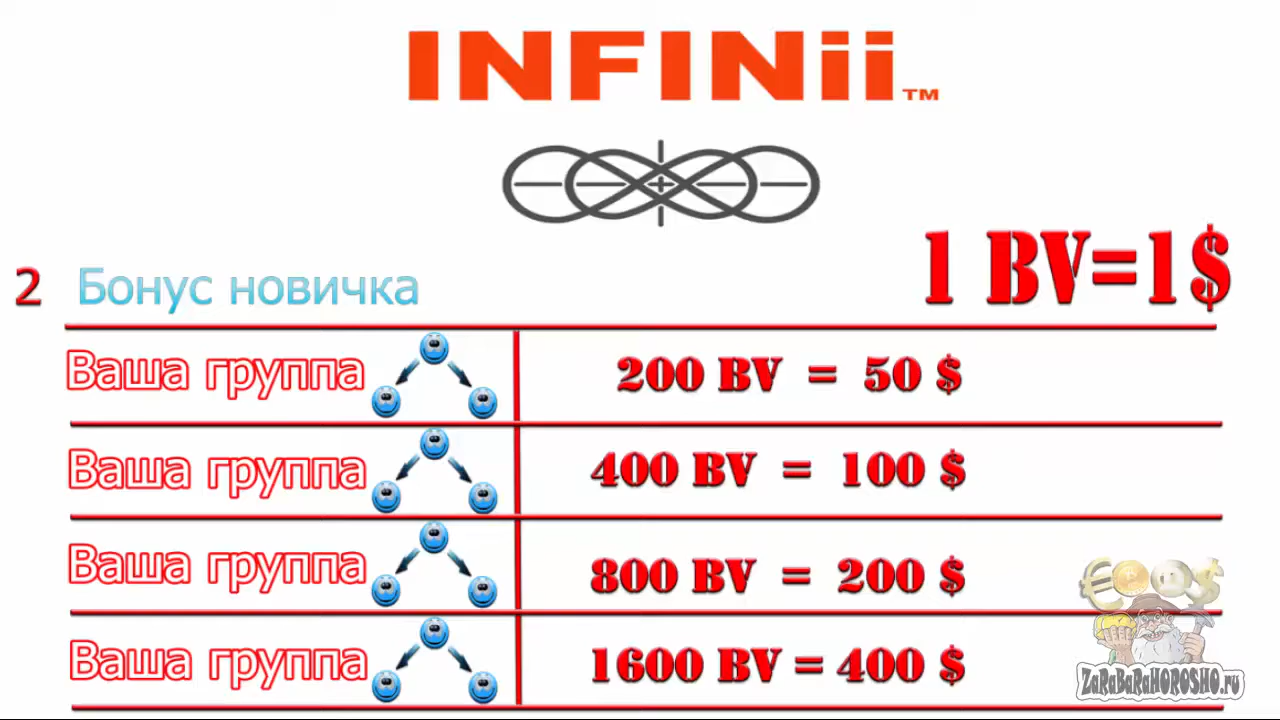 INFINii™
1 BV=1$
2 Бонус новичка
Ваша группа 200 BV = 50 $
Ваша группа 400 BV = 100 $
Ваша группа 800 BV = 200 $
Ваша группа 1600 BV = 400 $
ZaRaBaRaHOROSHO.ru